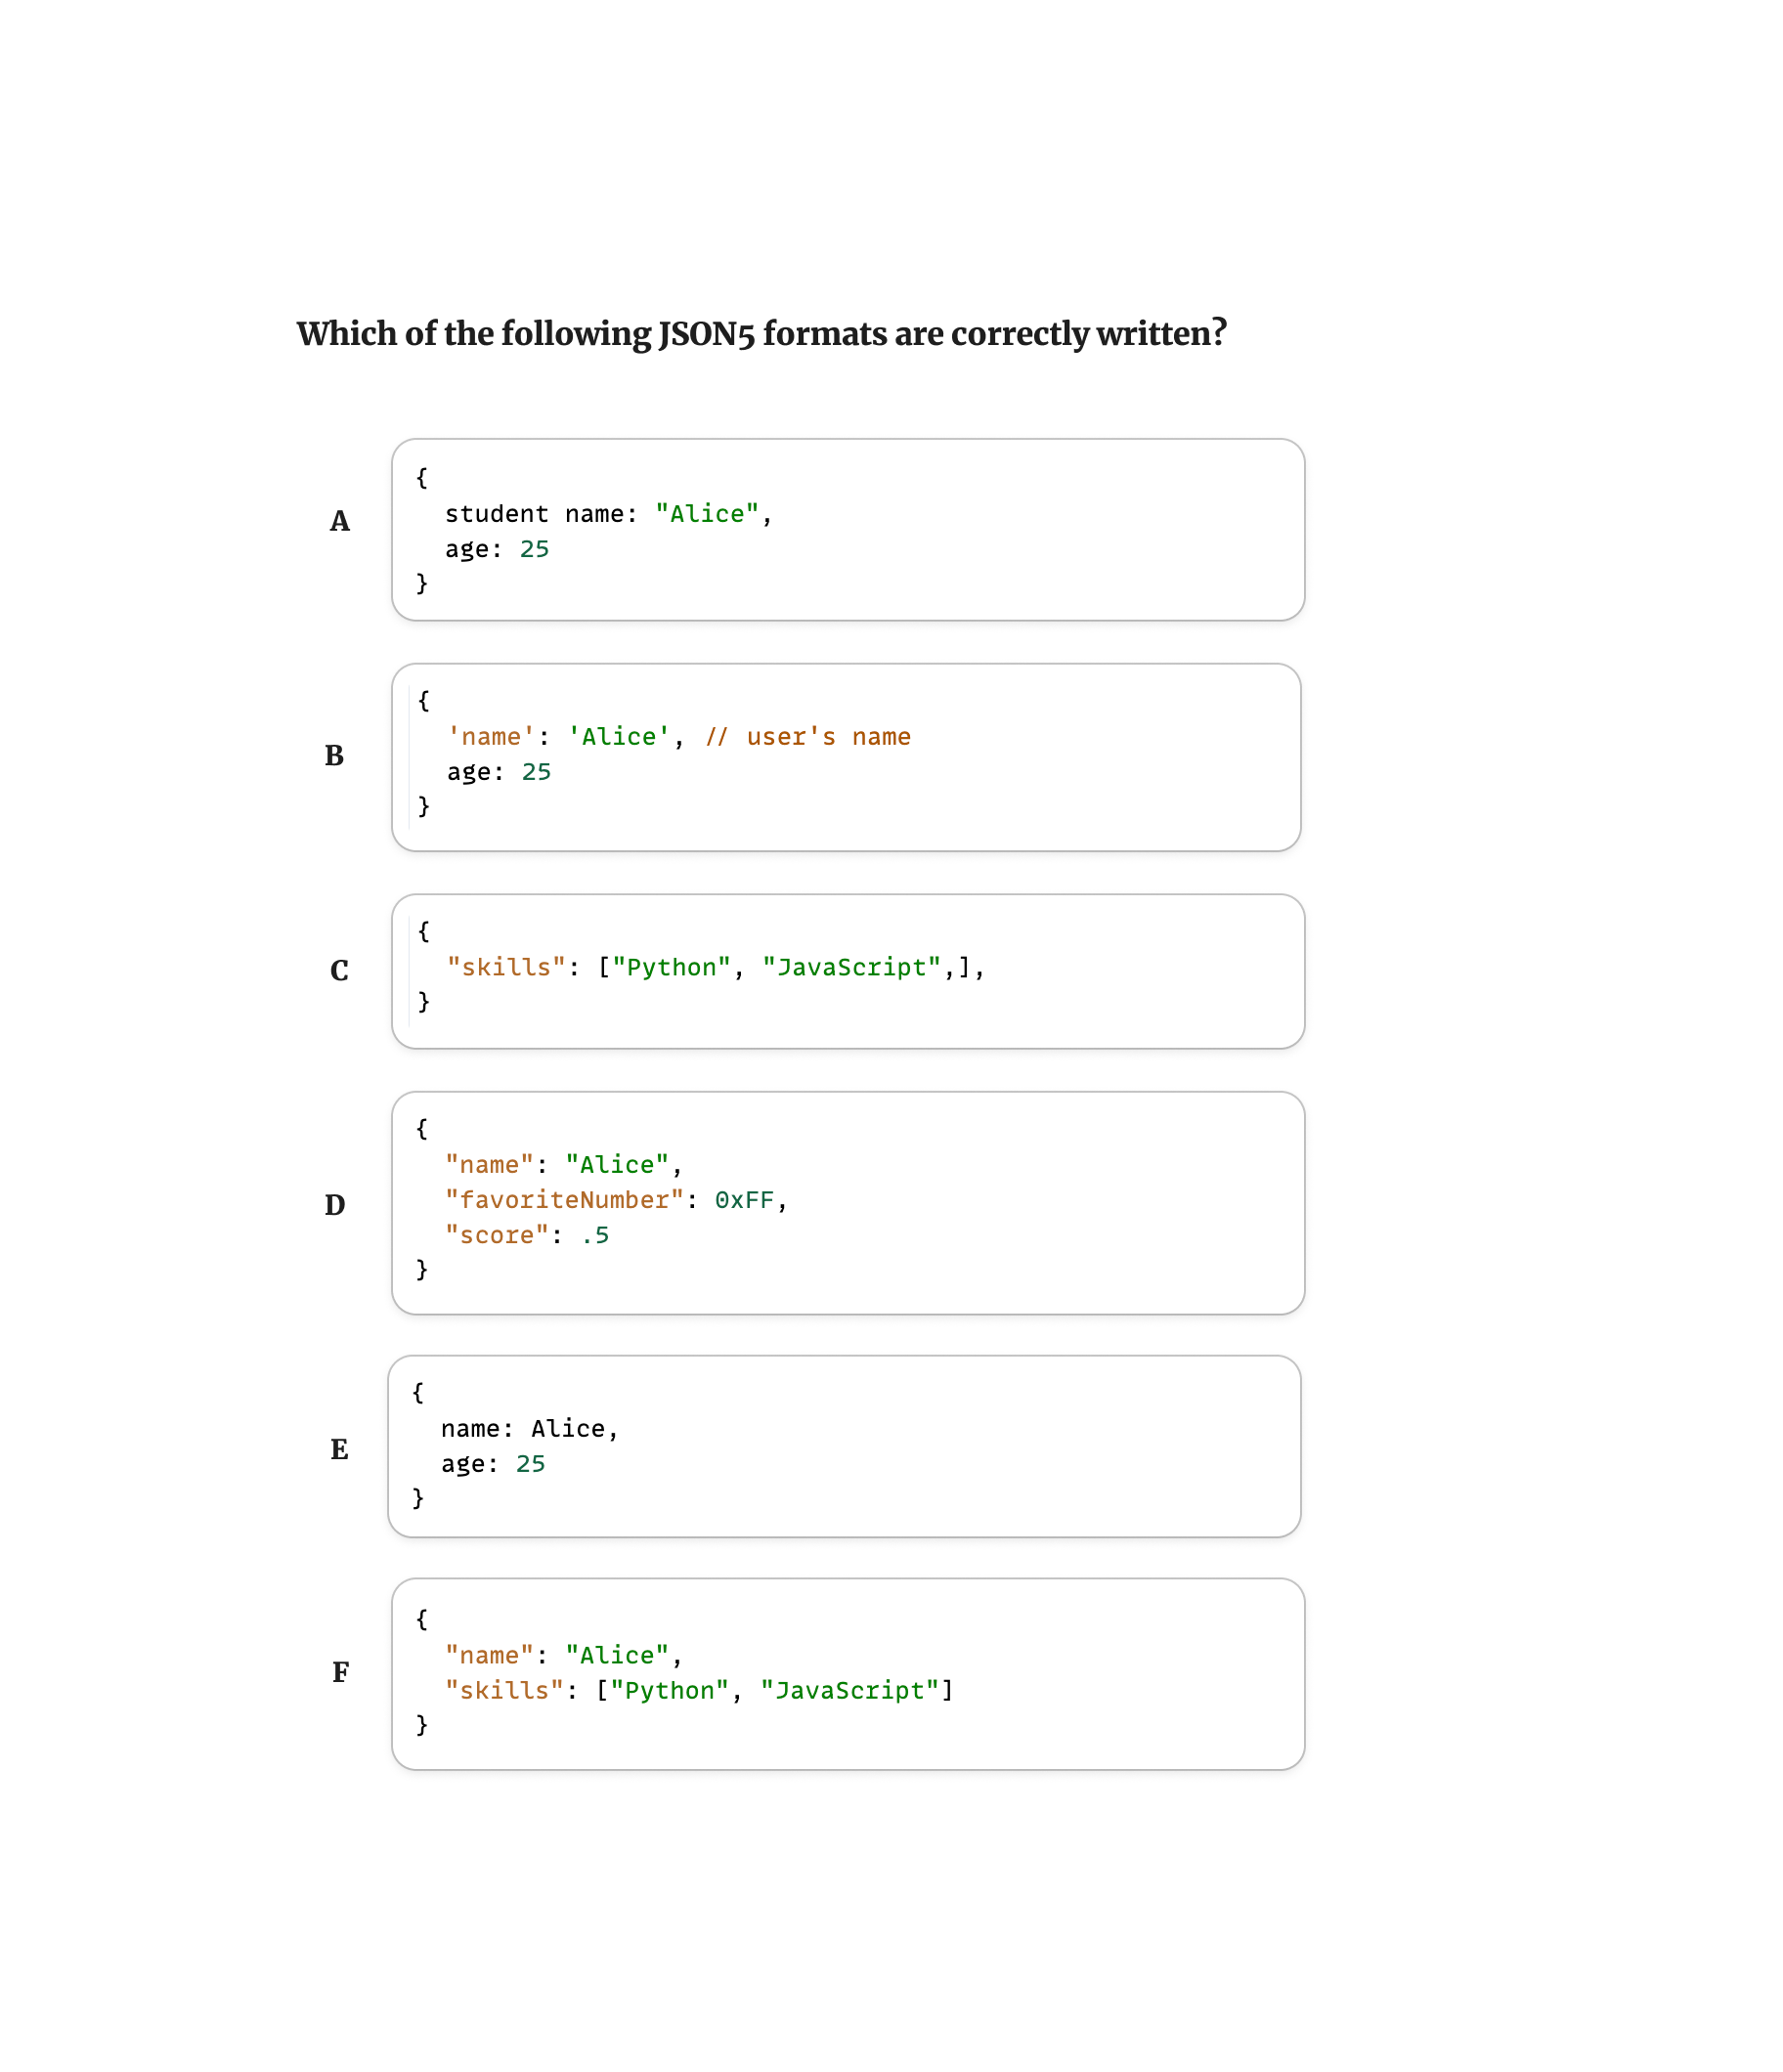 Which of the following JSON5 formats are correctly written?
A
{
  student name: "Alice",
  age: 25
}
B
{
  'name': 'Alice', // user's name
  age: 25
}
C
{
  "skills": ["Python", "JavaScript",],
}
D
{
  "name": "Alice",
  "favoriteNumber": 0xFF,
  "score": .5
}
E
{
  name: Alice,
  age: 25
}
F
{
  "name": "Alice",
  "skills": ["Python", "JavaScript"]
}